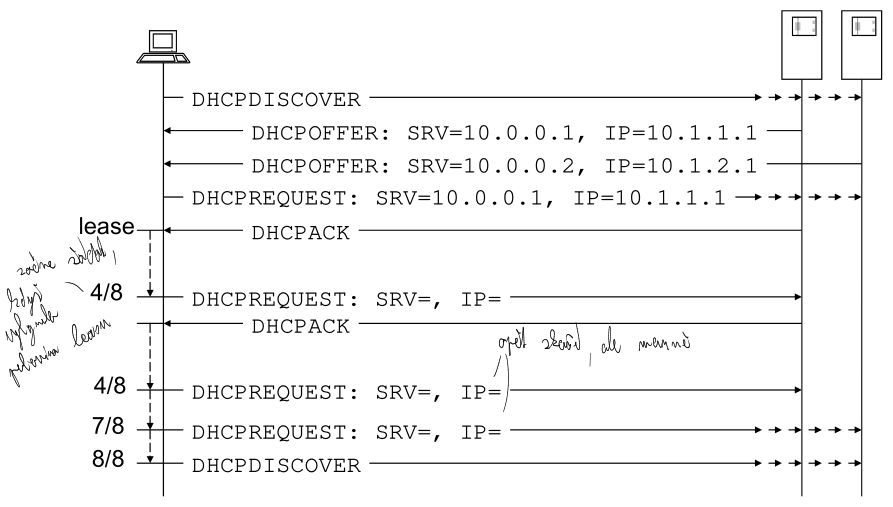 DHCPDISCOVER
DHCPOFFER: SRV=10.0.0.1, IP=10.1.1.1
DHCPOFFER: SRV=10.0.0.2, IP=10.1.2.1
DHCPREQUEST: SRV=10.0.0.1, IP=10.1.1.1
lease
DHCPACK
začne žádat,
když
uplynula
polovina leasu
4/8
DHCPREQUEST: SRV=, IP=
DHCPACK
opět zkouší, ale marně
4/8
DHCPREQUEST: SRV=, IP=
7/8
DHCPREQUEST: SRV=, IP=
8/8
DHCPDISCOVER